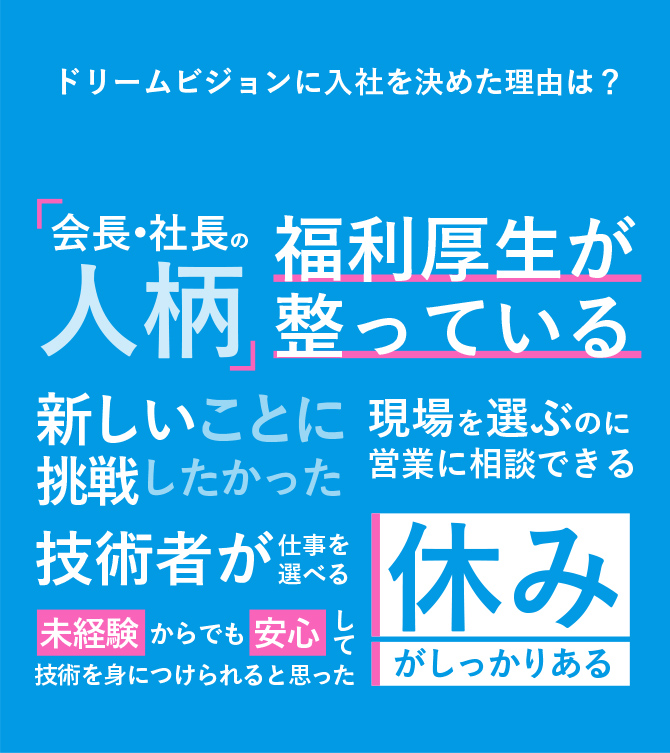 ドリームビジョンに入社を決めた理由は？
「会長・社長の
人柄」
福利厚生が
整っている
新しいことに
挑戦したかった
現場を選ぶのに
営業に相談できる
技術者が仕事を
選べる
休み
がしっかりある
未経験からでも安心して
技術を身につけられると思った